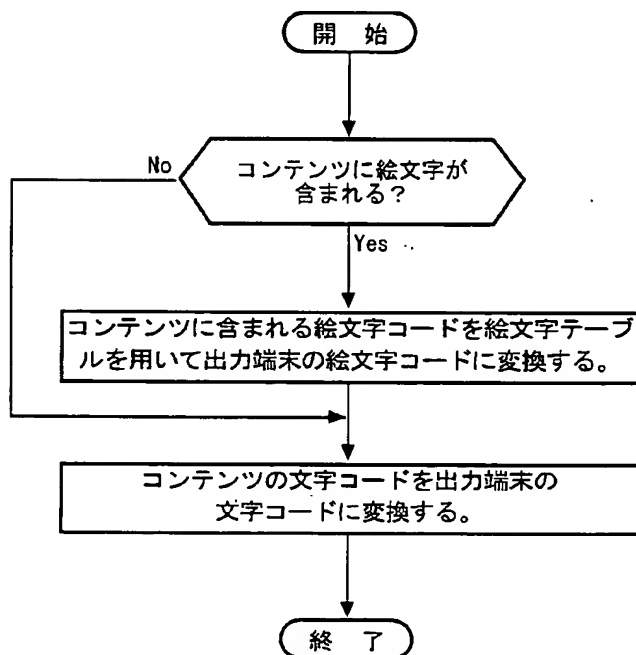 開 始
No
コンテンツに絵文字が
含まれる？
Yes
コンテンツに含まれる絵文字コードを絵文字テーブ
ルを用いて出力端末の絵文字コードに変換する。
コンテンツの文字コードを出力端末の
文字コードに変換する。
終 了